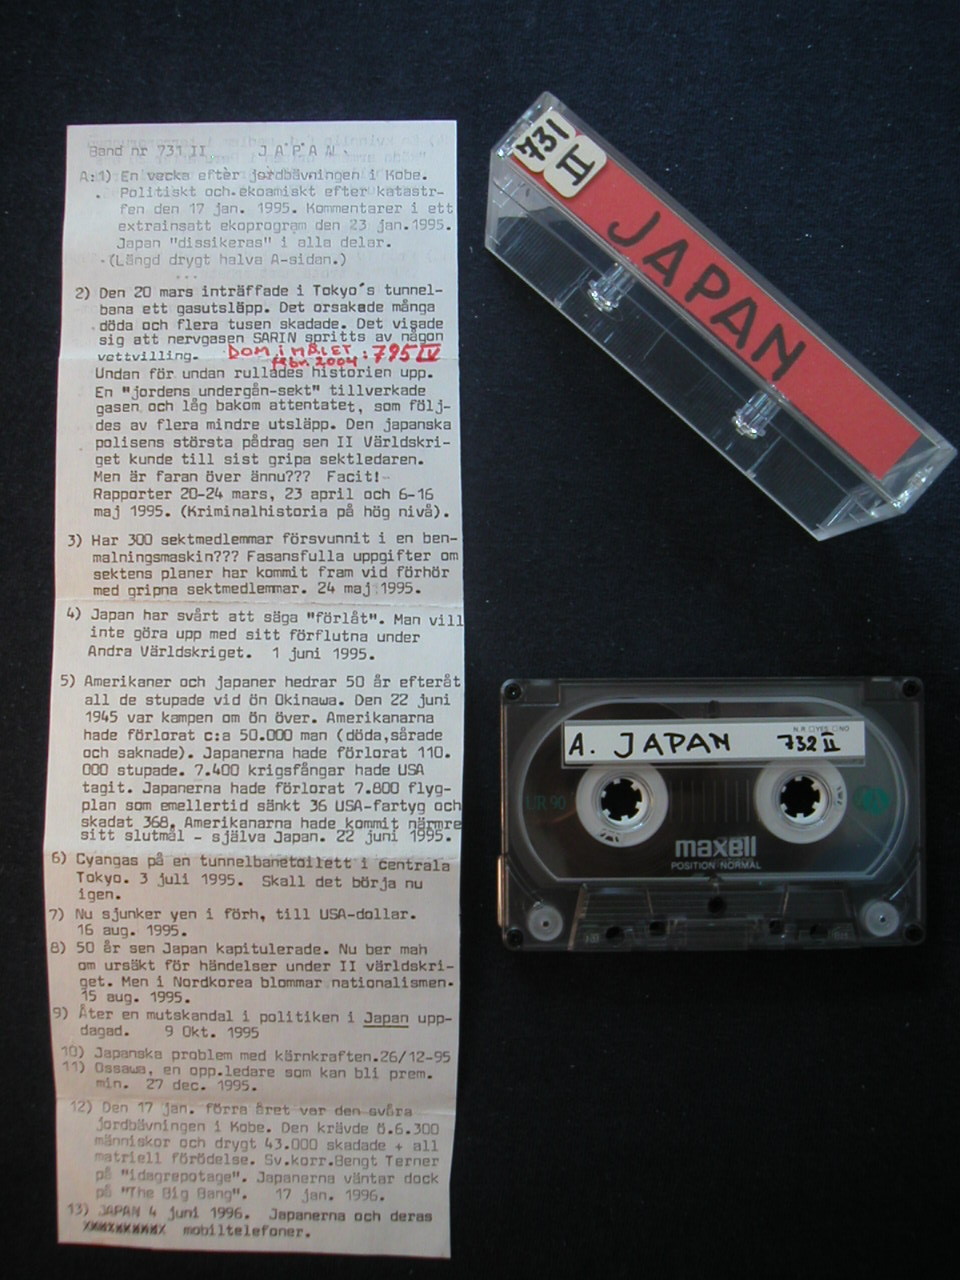 Band nr 731 II JAPAN.
A:1) En vecka efter jordbävningen i Kobe.
Politiskt och ekoamiskt efter katastr-
fen den 17 jan. 1995. Kommentarer i ett
extrainsatt ekoprogram den 23 jan.1995.
Japan "dissikeras" i alla delar.
(Längd drygt halva A-sidan.)
...
2) Den 20 mars inträffade i Tokyo's tunnel-
bana ett gasutsläpp. Det orsakade många
döda och flera tusen skadade. Det visade
sig att nervgasen SARIN spritts av någon
vettvilling. DOM i MÅLET : 795 IV
febr. 2004
Undan för undan rullades historien upp.
En "jordens undergån-sekt" tillverkade
gasen och låg bakom attentatet, som följ-
des av flera mindre utsläpp. Den japanska
polisens största pådrag sen II Världskri-
get kunde till sist gripa sektledaren.
Men är faran över ännu??? Facit!-
Rapporter 20-24 mars, 23 april och 6-16
maj 1995. (Kriminalhistoria på hög nivå).
3) Har 300 sektmedlemmar försvunnit i en ben-
malningsmaskin??? Fasansfulla uppgifter om
sektens planer har kommit fram vid förhör
med gripna sektmedlemmar. 24 maj 1995.
4) Japan har svårt att säga "förlåt". Man vill
inte göra upp med sitt förflutna under
Andra Världskriget. 1 juni 1995.
5) Amerikaner och japaner hedrar 50 år efteråt
all de stupade vid ön Okinawa. Den 22 juni
1945 var kampen om ön över. Amerikanarna
hade förlorat c:a 50.000 man (döda,sårade
och saknade). Japanerna hade förlorat 110.
000 stupade. 7.400 krigsfångar hade USA
tagit. Japanerna hade förlorat 7.800 flyg-
plan som emellertid sänkt 36 USA-fartyg och
skadat 368. Amerikanarna hade kommit närmre
sitt slutmål - själva Japan. 22 juni 1995.
6) Cyangas på en tunnelbanetoilett i centrala
Tokyo. 3 juli 1995. Skall det börja nu
igen.
7) Nu sjunker yen i förh, till USA-dollar.
16 aug. 1995.
8) 50 år sen Japan kapitulerade. Nu ber mah
om ursäkt för händelser under II världskri-
get. Men i Nordkorea blommar nationalismen.
15 aug. 1995.
9) Åter en mutskandal i politiken i Japan upp-
dagad. 9 Okt. 1995
10) Japanska problem med kärnkraften.26/12-95
11) Ossawa, en opp.ledare som kan bli prem.
min. 27 dec. 1995.
12) Den 17 jan. förra året var den svåra
jordbävningen i Kobe. Den krävde ö.6.300
människor och drygt 43.000 skadade + all
matriell förödelse. Sv.korr.Bengt Terner
på "idagrepotage". Japanerna väntar dock
på "The Big Bang". 17 jan. 1996.
13) JAPAN 4 juni 1996. Japanerna och deras
mobiltelefoner.
731
II
JAPAN
N.R. □YES □NO
A. JAPAN 732 II
UR 90
maxell
POSITION·NORMAL